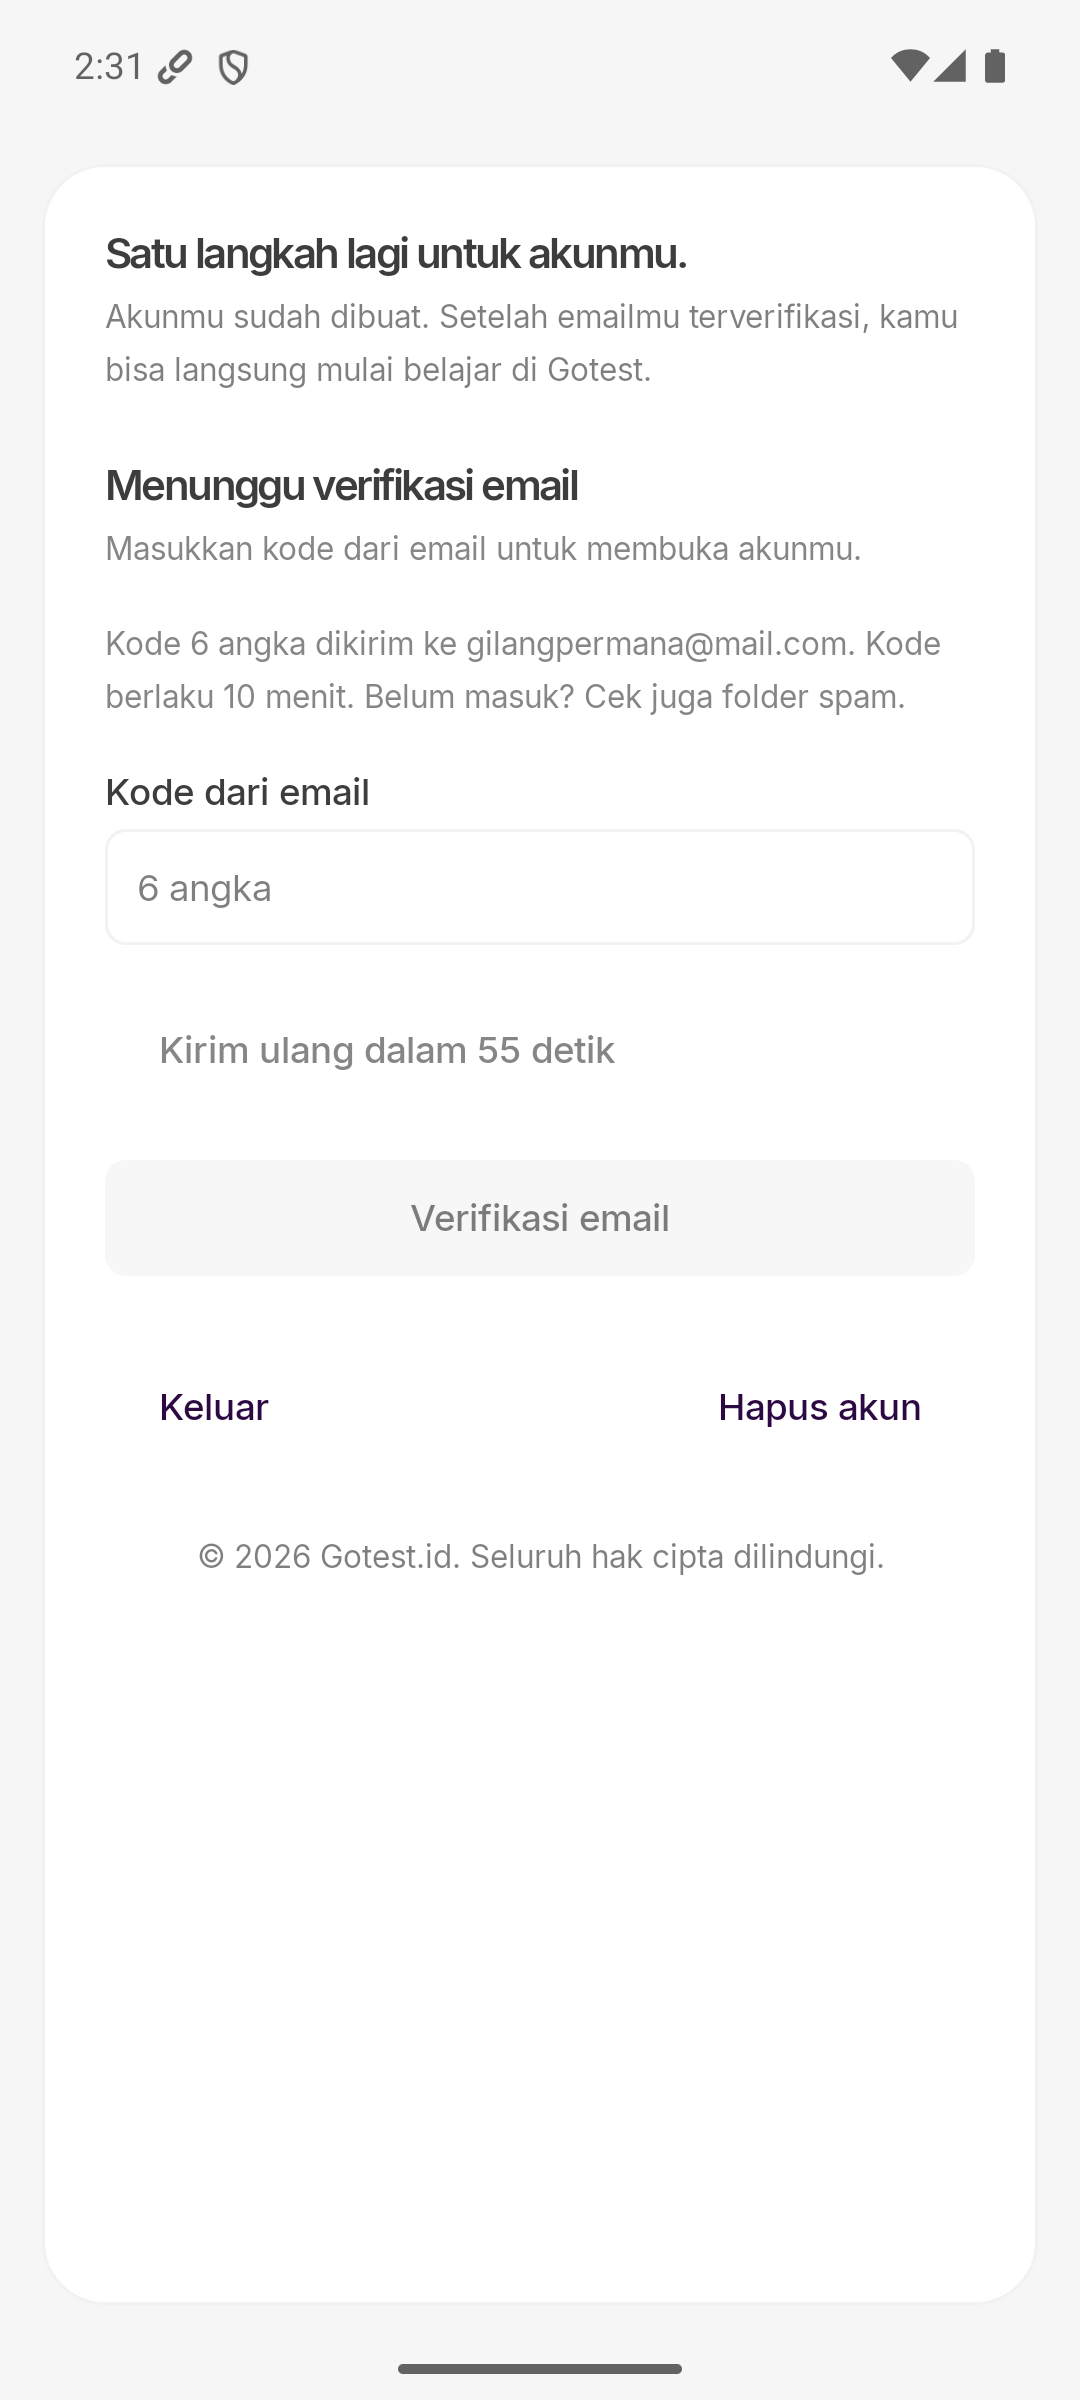 2:31
Satu langkah lagi untuk akunmu.
Akunmu sudah dibuat. Setelah emailmu terverifikasi, kamu
bisa langsung mulai belajar di Gotest.
Menunggu verifikasi email
Masukkan kode dari email untuk membuka akunmu.
Kode 6 angka dikirim ke gilangpermana@mail.com. Kode
berlaku 10 menit. Belum masuk? Cek juga folder spam.
Kode dari email
6 angka
Kirim ulang dalam 55 detik
Verifikasi email
Keluar
Hapus akun
© 2026 Gotest.id. Seluruh hak cipta dilindungi.